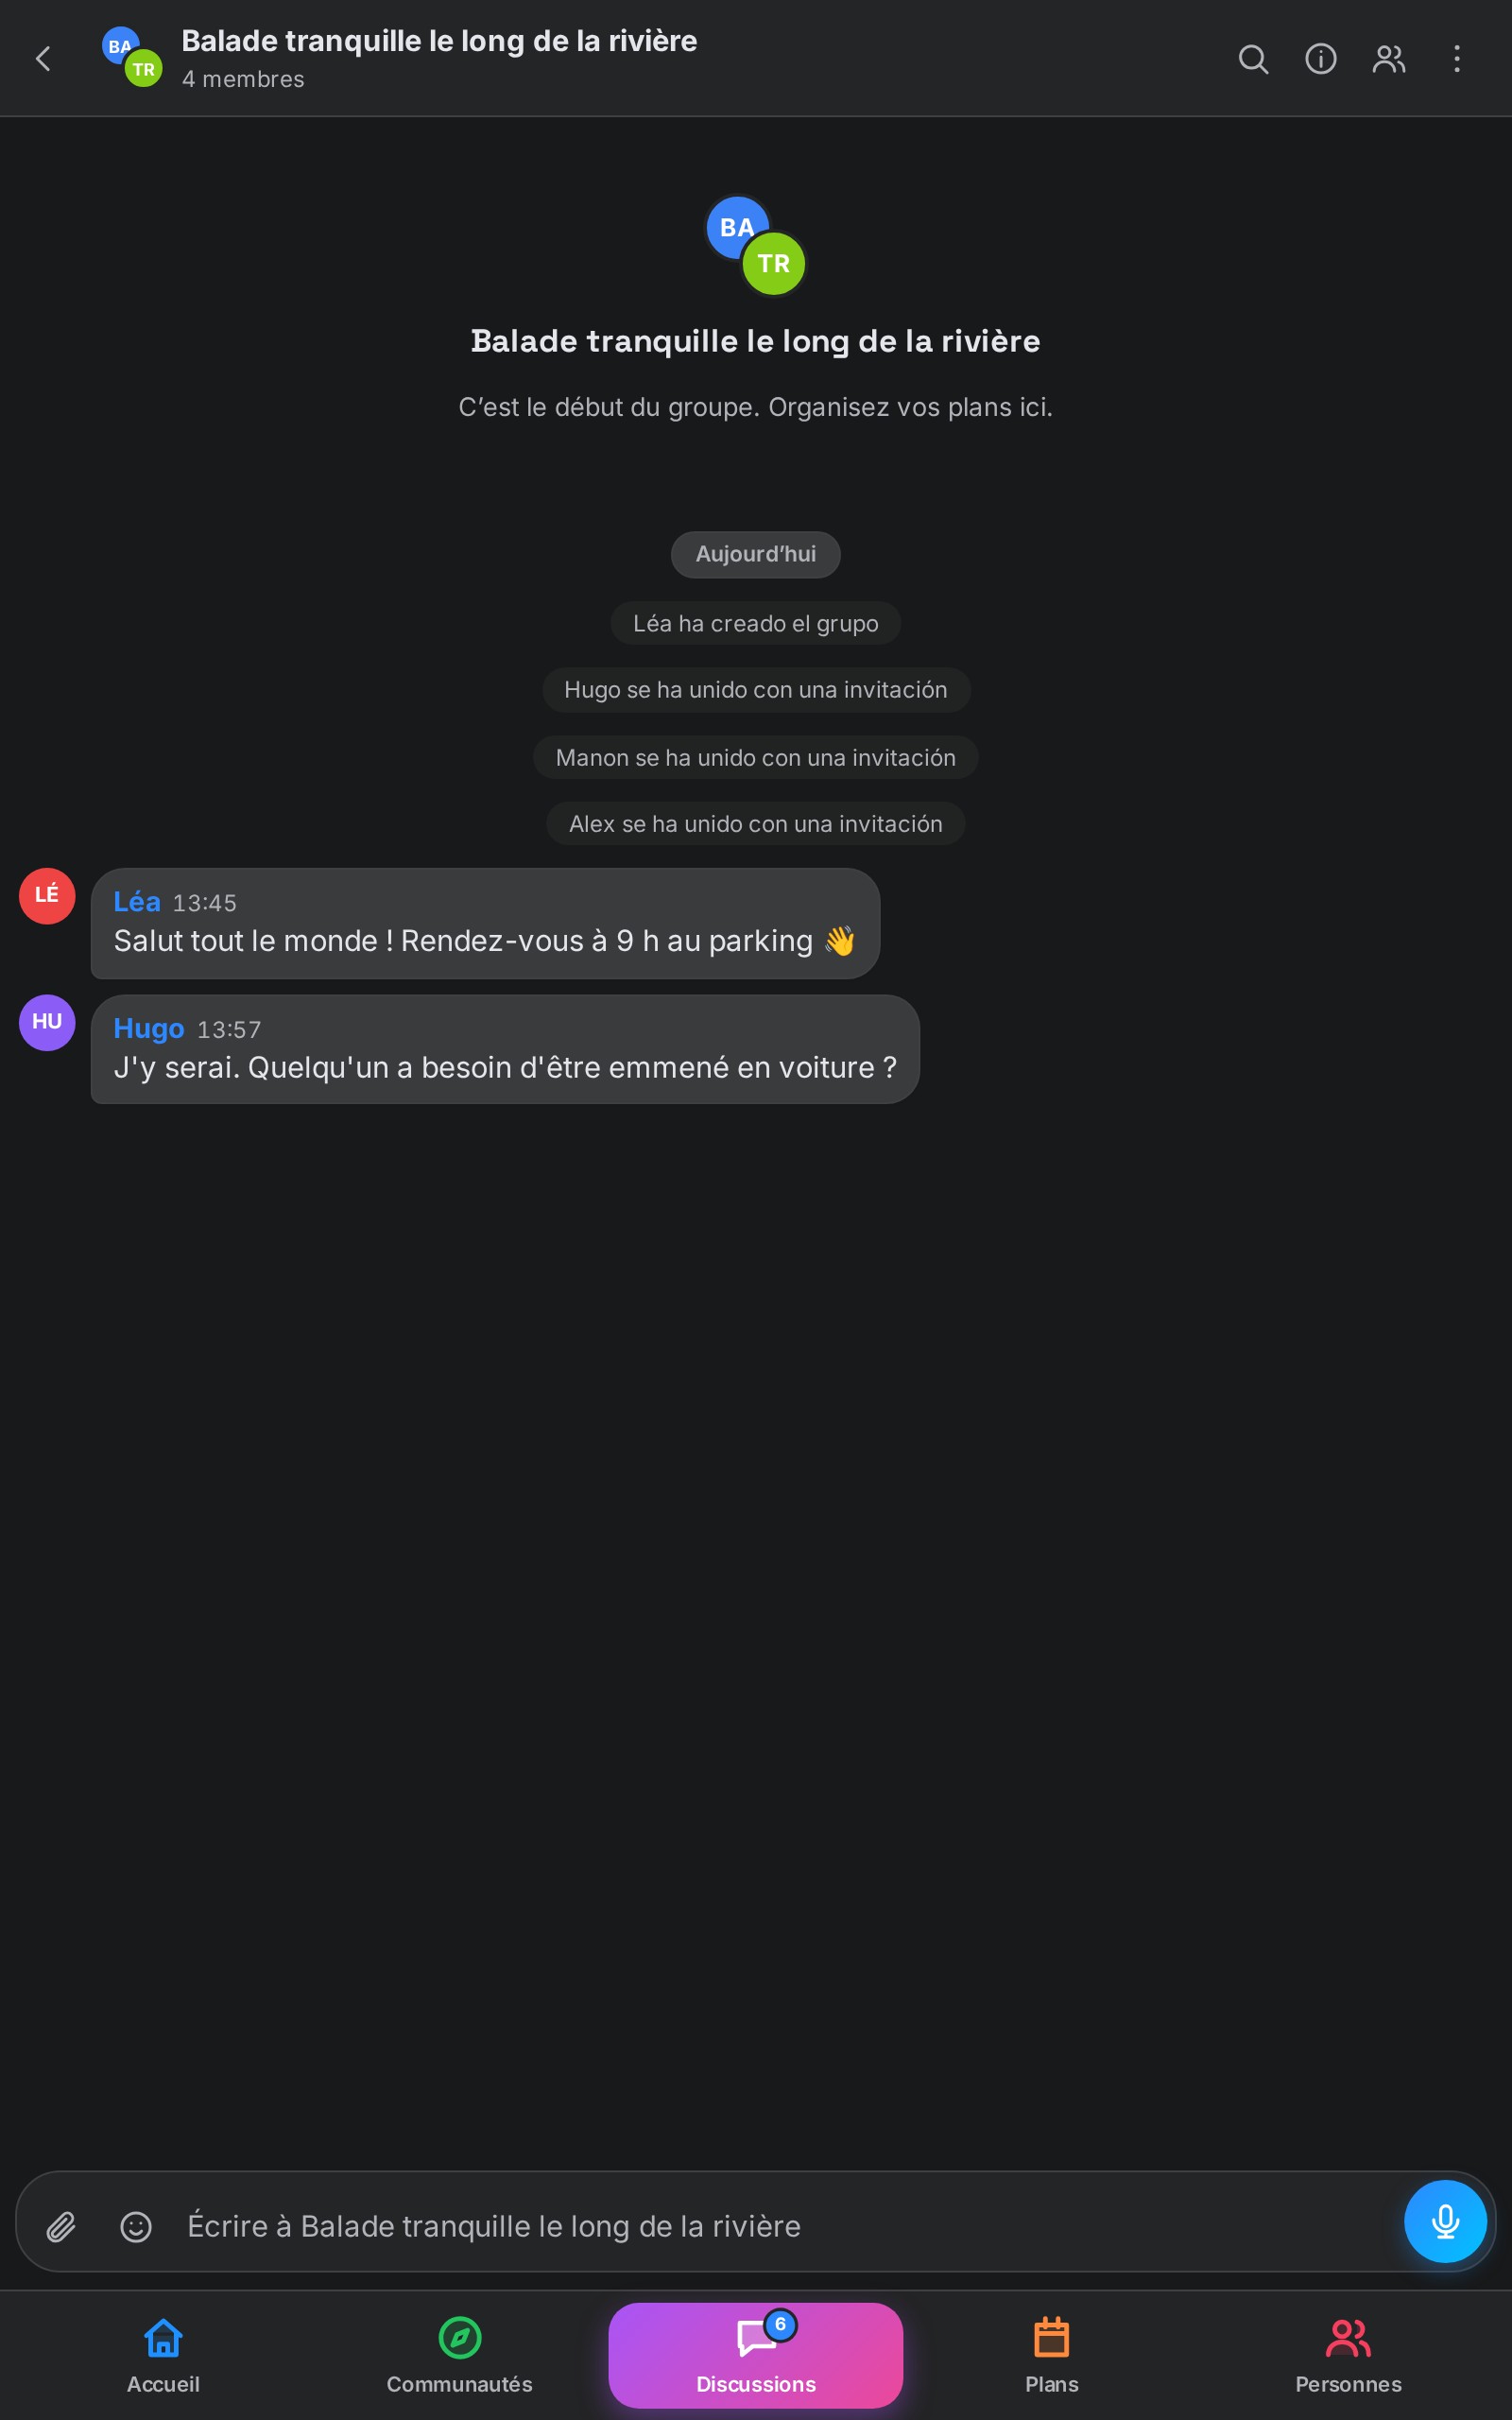 BA
TR
Balade tranquille le long de la rivière
4 membres
BA
TR
Balade tranquille le long de la rivière
C’est le début du groupe. Organisez vos plans ici.
Aujourd’hui
Léa ha creado el grupo
Hugo se ha unido con una invitación
Manon se ha unido con una invitación
Alex se ha unido con una invitación
LÉ
Léa 13:45
Salut tout le monde ! Rendez-vous à 9 h au parking 👋
HU
Hugo 13:57
J'y serai. Quelqu'un a besoin d'être emmené en voiture ?
Écrire à Balade tranquille le long de la rivière
6
Accueil
Communautés
Discussions
Plans
Personnes